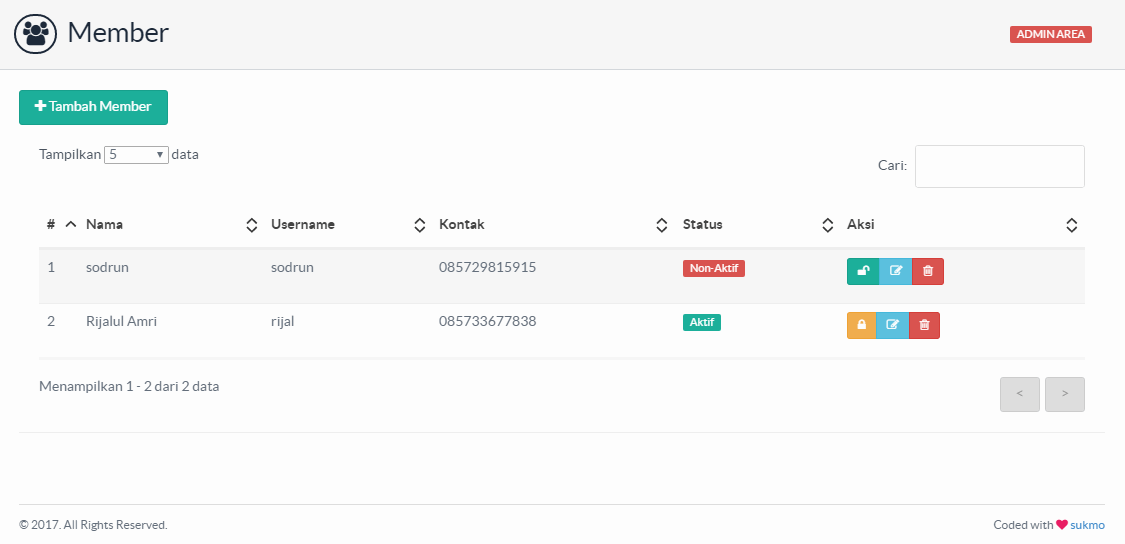 Member
ADMIN AREA
Tambah Member
Tampilkan 5 data
Cari:
# Nama Username Kontak Status Aksi
1 sodrun sodrun 085729815915 Non-Aktif
2 Rijalul Amri rijal 085733677838 Aktif
Menampilkan 1 - 2 dari 2 data
< >
© 2017. All Rights Reserved.
Coded with ❤ sukmo